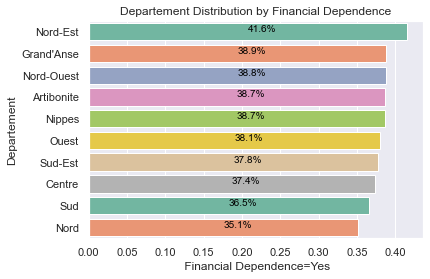 Departement Distribution by Financial Dependence
Nord-Est 41.6%
Grand'Anse 38.9%
Nord-Ouest 38.8%
Artibonite 38.7%
Nippes 38.7%
Ouest 38.1%
Sud-Est 37.8%
Centre 37.4%
Sud 36.5%
Nord 35.1%
Departement
0.00 0.05 0.10 0.15 0.20 0.25 0.30 0.35 0.40
Financial Dependence=Yes